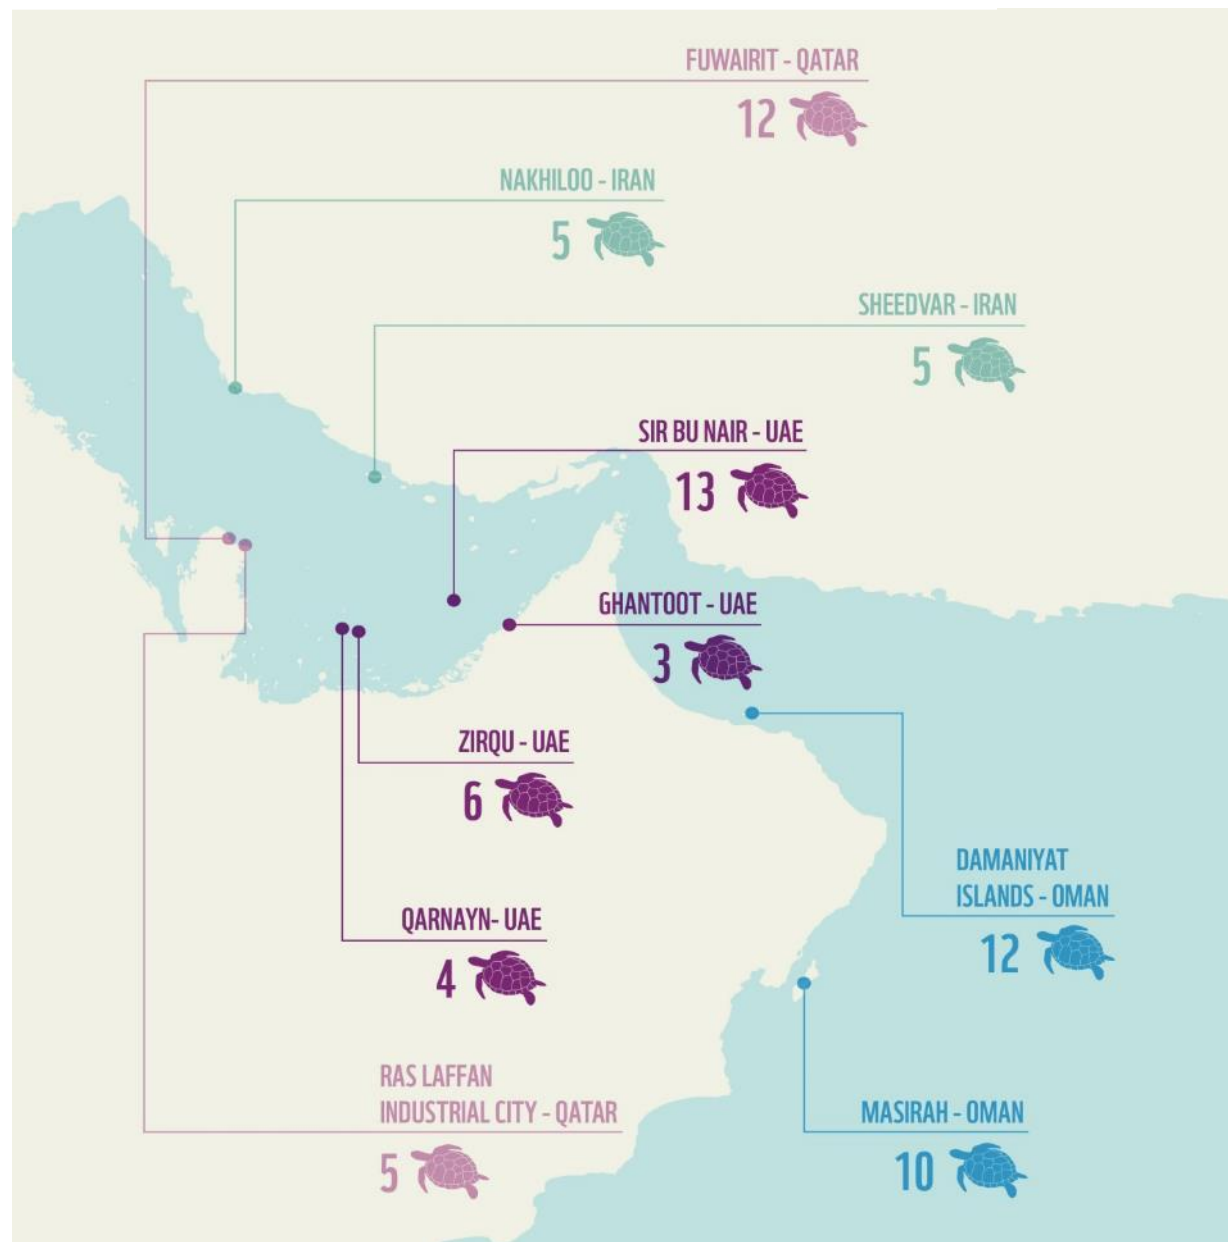 FUWAIRIT - QATAR
12
NAKHILOO - IRAN
5
SHEEDVAR - IRAN
5
SIR BU NAIR - UAE
13
GHANTOOT - UAE
3
ZIRQU - UAE
6
DAMANIYAT
ISLANDS - OMAN
12
QARNAYN- UAE
4
RAS LAFFAN
INDUSTRIAL CITY - QATAR
5
MASIRAH - OMAN
10